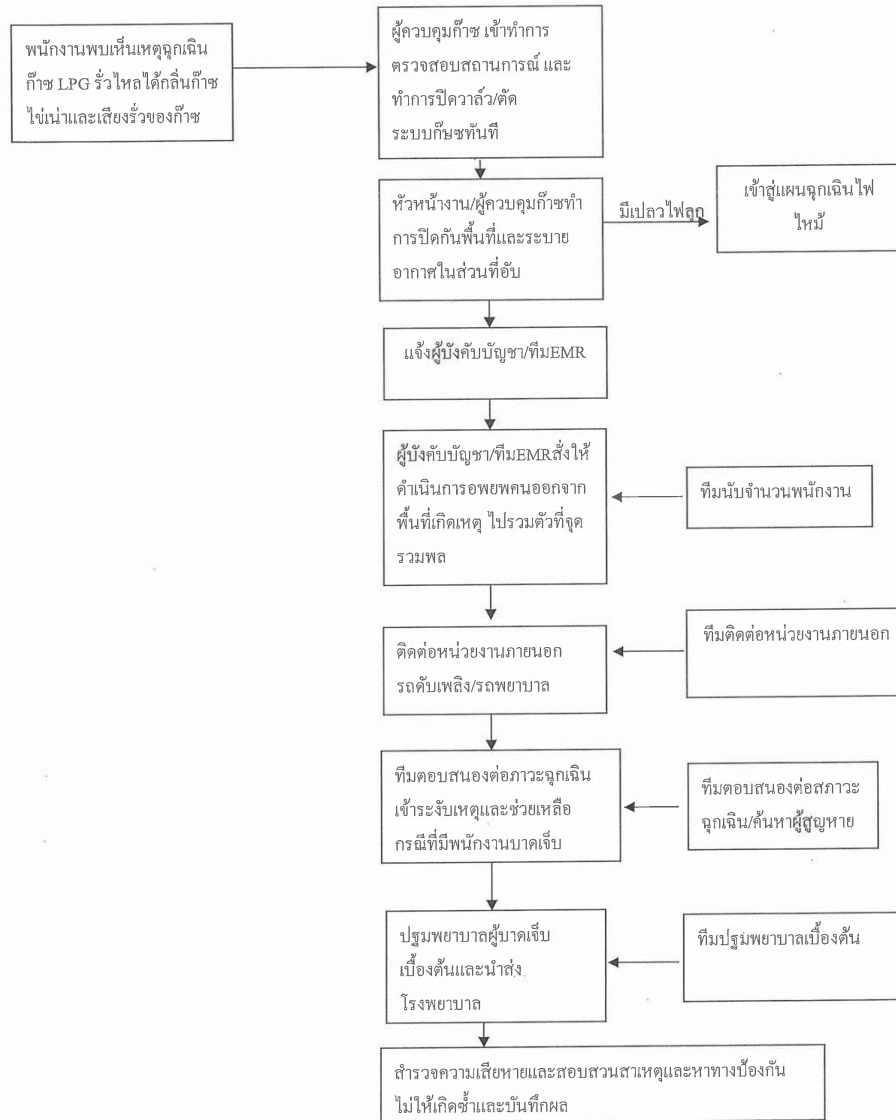 พนักงานพบเห็นเหตุฉุกเฉิน
ก๊าซ LPG รั่วไหลได้กลิ่นก๊าซ
ไข่เน่าและเสียงรั่วของก๊าซ
ผู้ควบคุมก๊าซ เข้าทำการ
ตรวจสอบสถานการณ์ และ
ทำการปิดวาล์ว/ตัด
ระบบก๊ษซทันที
หัวหน้างาน/ผู้ควบคุมก๊าซทำ
การปิดกันพื้นที่และระบาย
อากาศในส่วนที่อับ
มีเปลวไฟลุก
เข้าสู่แผนฉุกเฉินไฟ
ไหม้
แจ้งผู้บังคับบัญชา/ทีมEMR
ผู้บังคับบัญชา/ทีมEMRสั่งให้
ดำเนินการอพยพคนออกจาก
พื้นที่เกิดเหตุ ไปรวมตัวที่จุด
รวมพล
ทีมนับจำนวนพนักงาน
ติดต่อหน่วยงานภายนอก
รถดับเพลิง/รถพยาบาล
ทีมติดต่อหน่วยงานภายนอก
ทีมตอบสนองต่อภาวะฉุกเฉิน
เข้าระงับเหตุและช่วยเหลือ
กรณีที่มีพนักงานบาดเจ็บ
ทีมตอบสนองต่อสภาวะ
ฉุกเฉิน/ค้นหาผู้สูญหาย
ปฐมพยาบาลผู้บาดเจ็บ
เบื้องต้นและนำส่ง
โรงพยาบาล
ทีมปฐมพยาบาลเบื้องต้น
สำรวจความเสียหายและสอบสวนสาเหตุและหาทางป้องกัน
ไม่ให้เกิดซ้ำและบันทึกผล